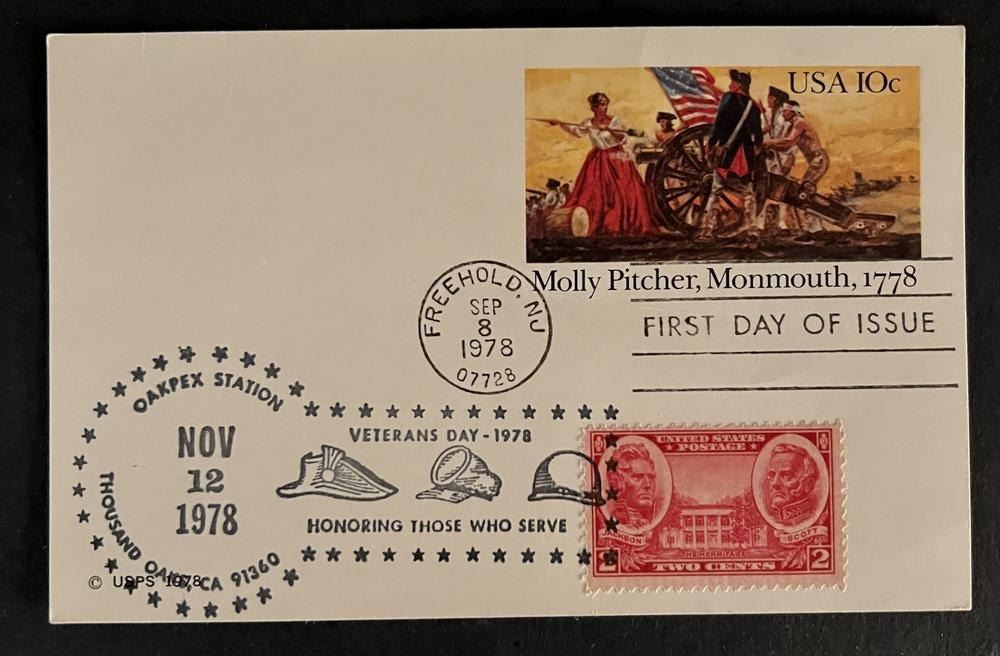 USA 10c
Molly Pitcher, Monmouth, 1778
FREEHOLD, NJ
SEP
8
1978
07728
FIRST DAY OF ISSUE
OAKPEX STATION
NOV
12
1978
THOUSAND OAKS, CA 91360
VETERANS DAY - 1978
HONORING THOSE WHO SERVE
UNITED STATES
POSTAGE
JACKSON
SCOTT
THE HERMITAGE
2 TWO CENTS 2
© USPS 1978